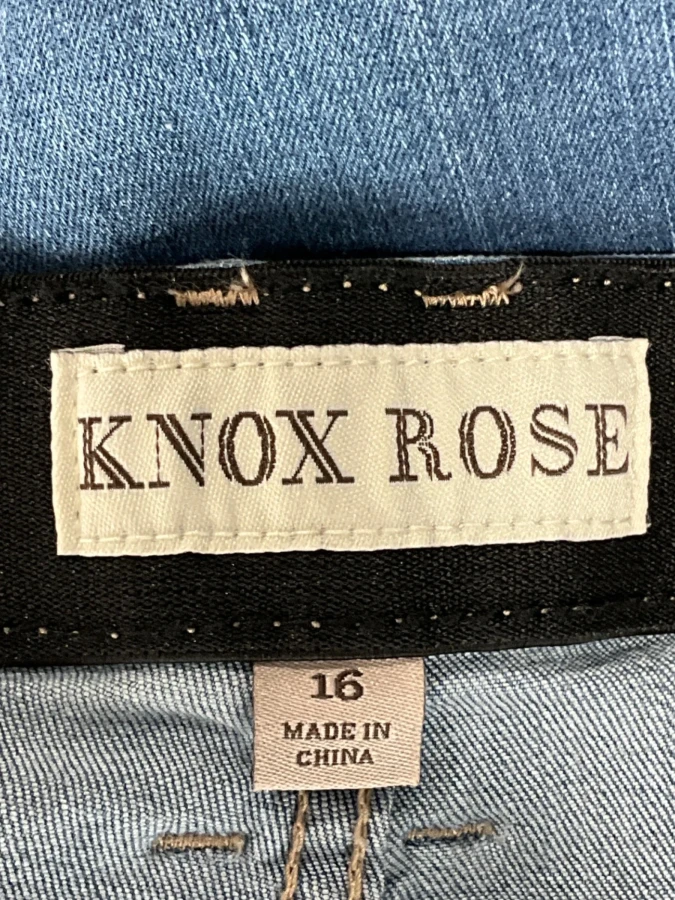 KNOX ROSE
16
MADE IN
CHINA